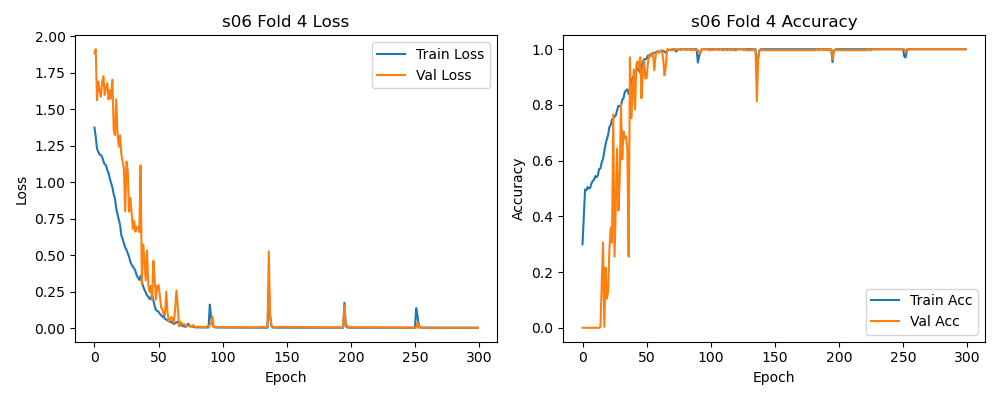 s06 Fold 4 Loss
Loss
2.00
1.75
1.50
1.25
1.00
0.75
0.50
0.25
0.00
Train Loss
Val Loss
0
50
100
150
200
250
300
Epoch
s06 Fold 4 Accuracy
Accuracy
1.0
0.8
0.6
0.4
0.2
0.0
Train Acc
Val Acc
0
50
100
150
200
250
300
Epoch